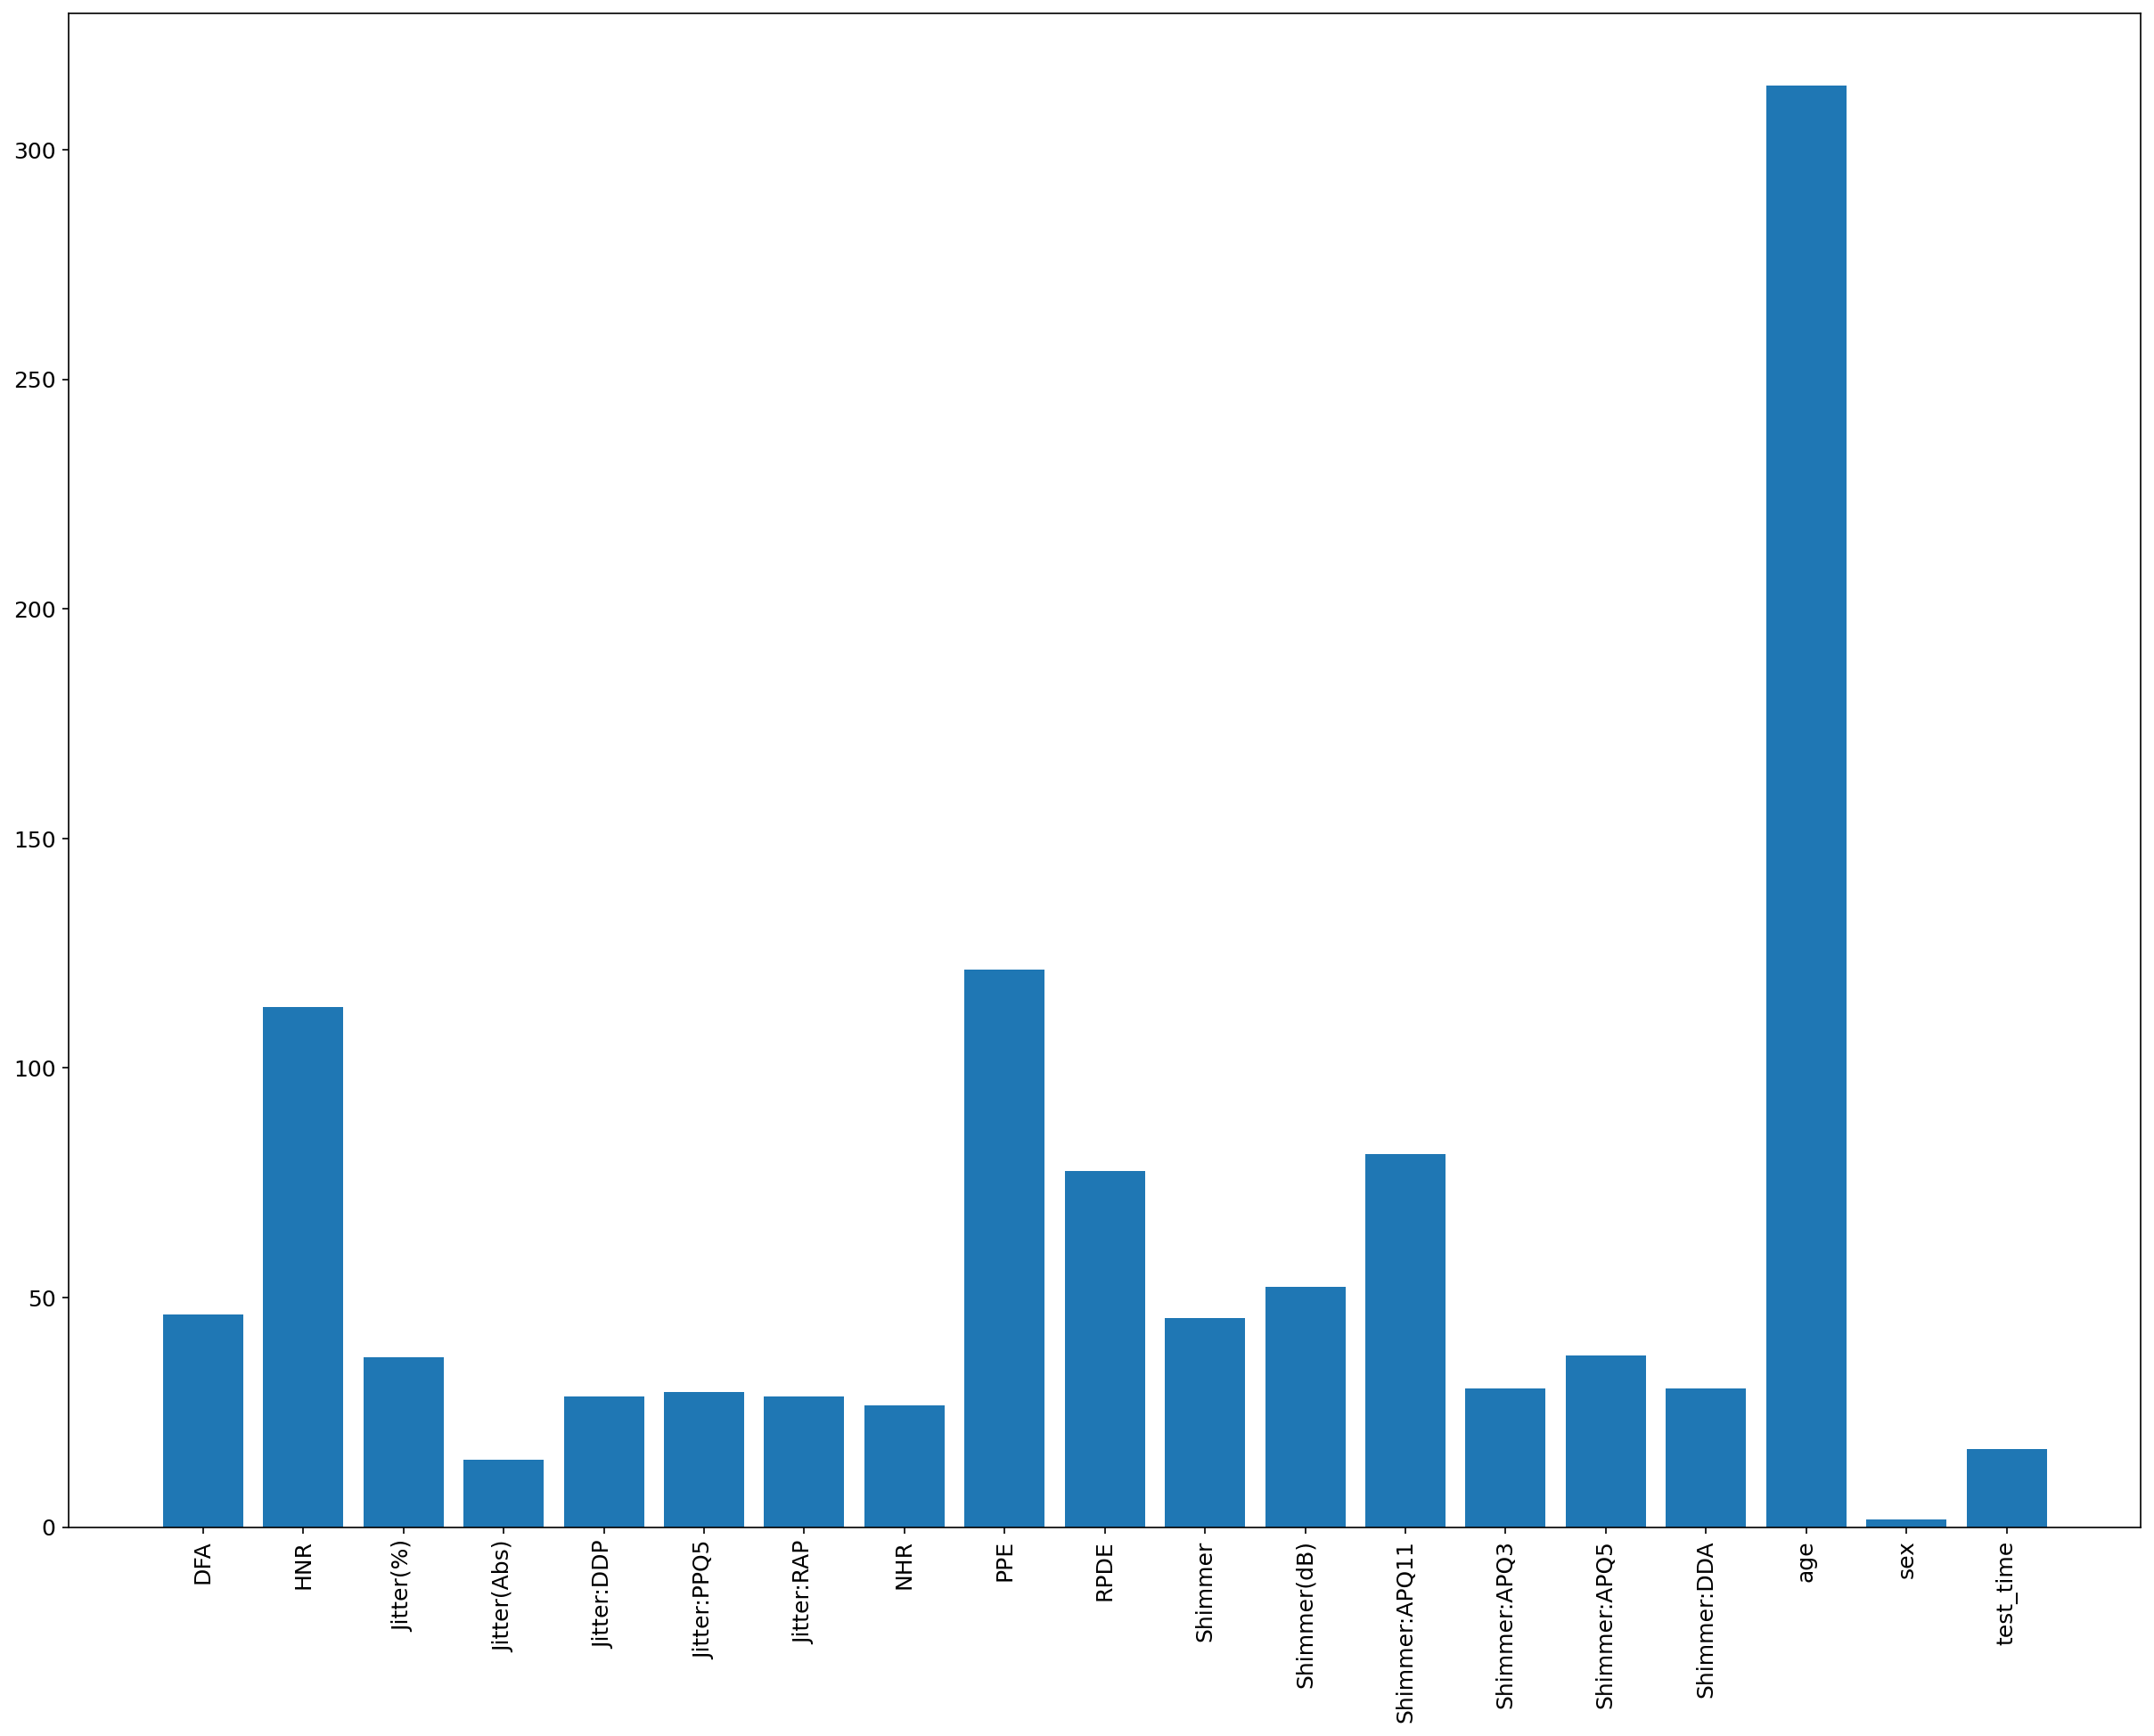 300
250
200
150
100
50
0
DFA
HNR
Jitter(%)
Jitter(Abs)
Jitter:DDP
Jitter:PPQ5
Jitter:RAP
NHR
PPE
RPDE
Shimmer
Shimmer(dB)
Shimmer:APQ11
Shimmer:APQ3
Shimmer:APQ5
Shimmer:DDA
age
sex
test_time